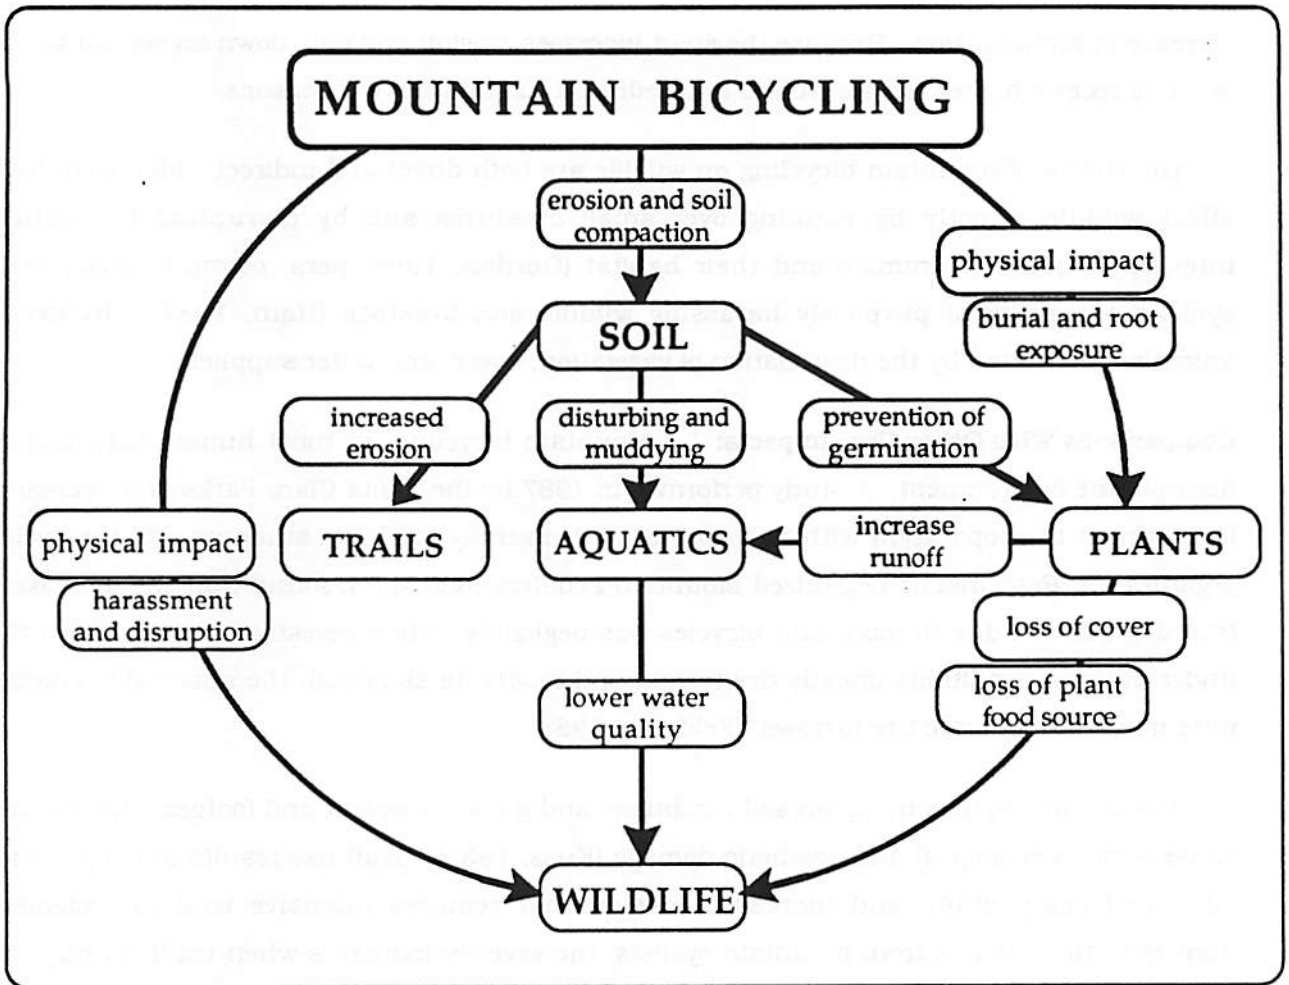 MOUNTAIN BICYCLING
erosion and soil
compaction
physical impact
burial and root
exposure
SOIL
increased
erosion
disturbing and
muddying
prevention of
germination
physical impact
harassment
and disruption
TRAILS
AQUATICS
increase
runoff
PLANTS
loss of cover
loss of plant
food source
lower water
quality
WILDLIFE